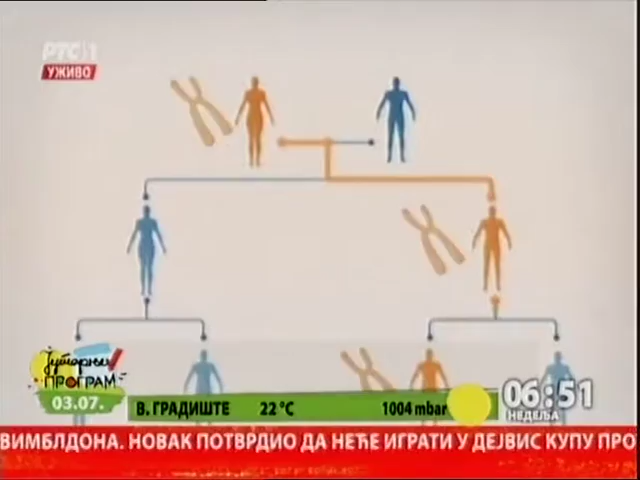 РТС 1
УЖИВО
Јутарњи
ПРОГРАМ
03.07.
В. ГРАДИШТЕ 22 °C 1004 mbar
06:51
НЕДЕЉА
ВИМБЛДОНА. НОВАК ПОТВРДИО ДА НЕЋЕ ИГРАТИ У ДЕЈВИС КУПУ ПРО